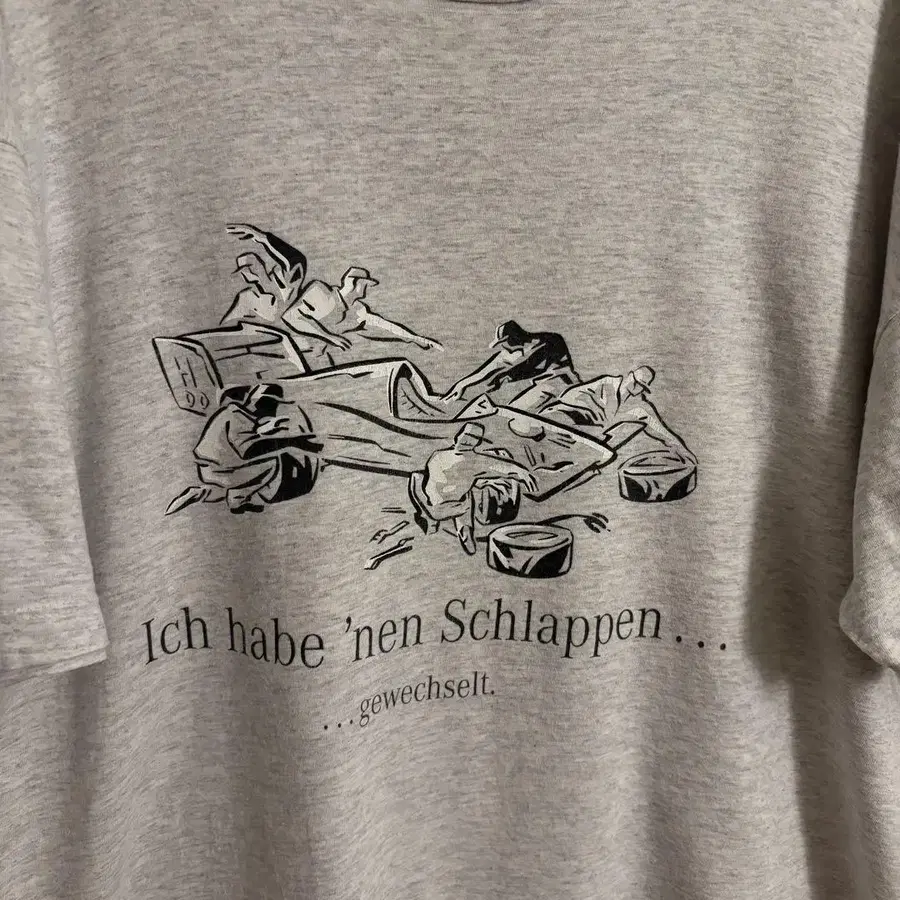 Ich habe 'nen Schlappen . . .
. . . gewechselt.